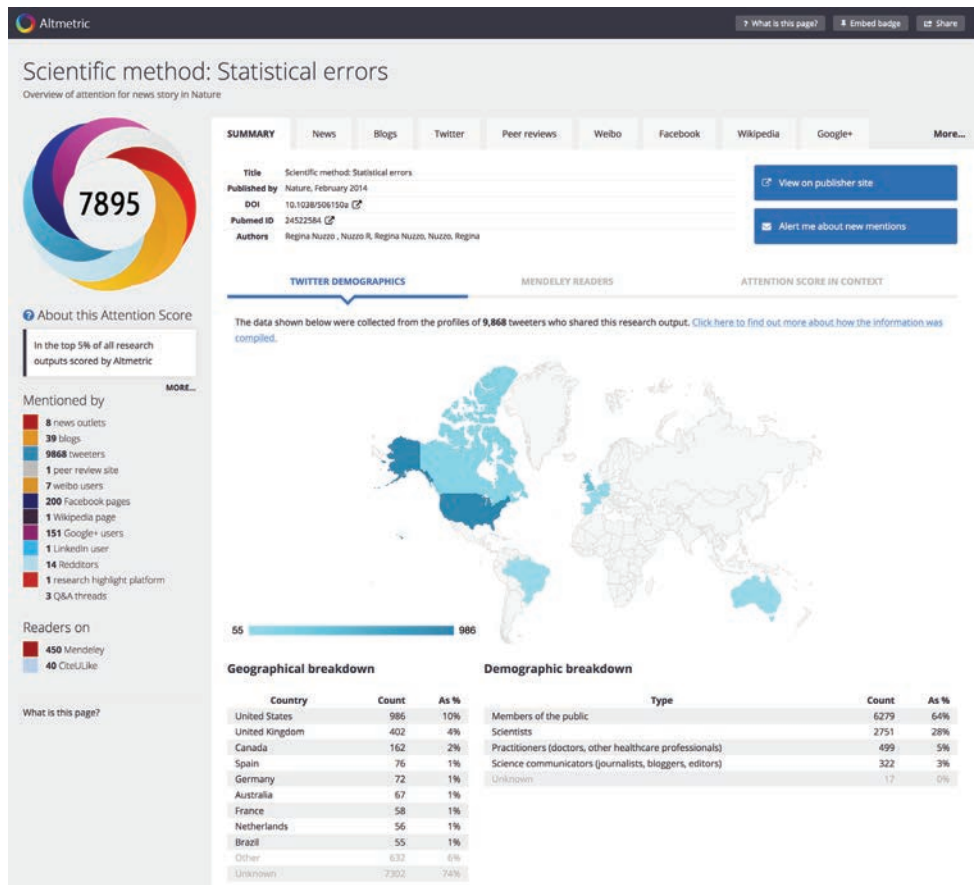 Altmetric
? What is this page?
Embed badge
Share
Scientific method: Statistical errors
Overview of attention for news story in Nature
7895
About this Attention Score
In the top 5% of all research
outputs scored by Altmetric
MORE...
Mentioned by
8 news outlets
39 blogs
9868 tweeters
1 peer review site
7 weibo users
200 Facebook pages
1 Wikipedia page
151 Google+ users
1 LinkedIn user
14 Redditors
1 research highlight platform
3 Q&A threads
Readers on
450 Mendeley
40 CiteULike
What is this page?
SUMMARY News Blogs Twitter Peer reviews Weibo Facebook Wikipedia Google+ More...
Title Scientific method: Statistical errors
Published by Nature, February 2014
DOI 10.1038/506150a
Pubmed ID 24522584
Authors Regina Nuzzo , Nuzzo R, Regina Nuzzo, Nuzzo, Regina
View on publisher site
Alert me about new mentions
TWITTER DEMOGRAPHICS MENDELEY READERS ATTENTION SCORE IN CONTEXT
The data shown below were collected from the profiles of 9,868 tweeters who shared this research output. Click here to find out more about how the information was
compiled.
55 986
Geographical breakdown
Country Count As %
United States 986 10%
United Kingdom 402 4%
Canada 162 2%
Spain 76 1%
Germany 72 1%
Australia 67 1%
France 58 1%
Netherlands 56 1%
Brazil 55 1%
Other 632 6%
Unknown 7302 74%
Demographic breakdown
Type Count As %
Members of the public 6279 64%
Scientists 2751 28%
Practitioners (doctors, other healthcare professionals) 499 5%
Science communicators (journalists, bloggers, editors) 322 3%
Unknown 17 0%